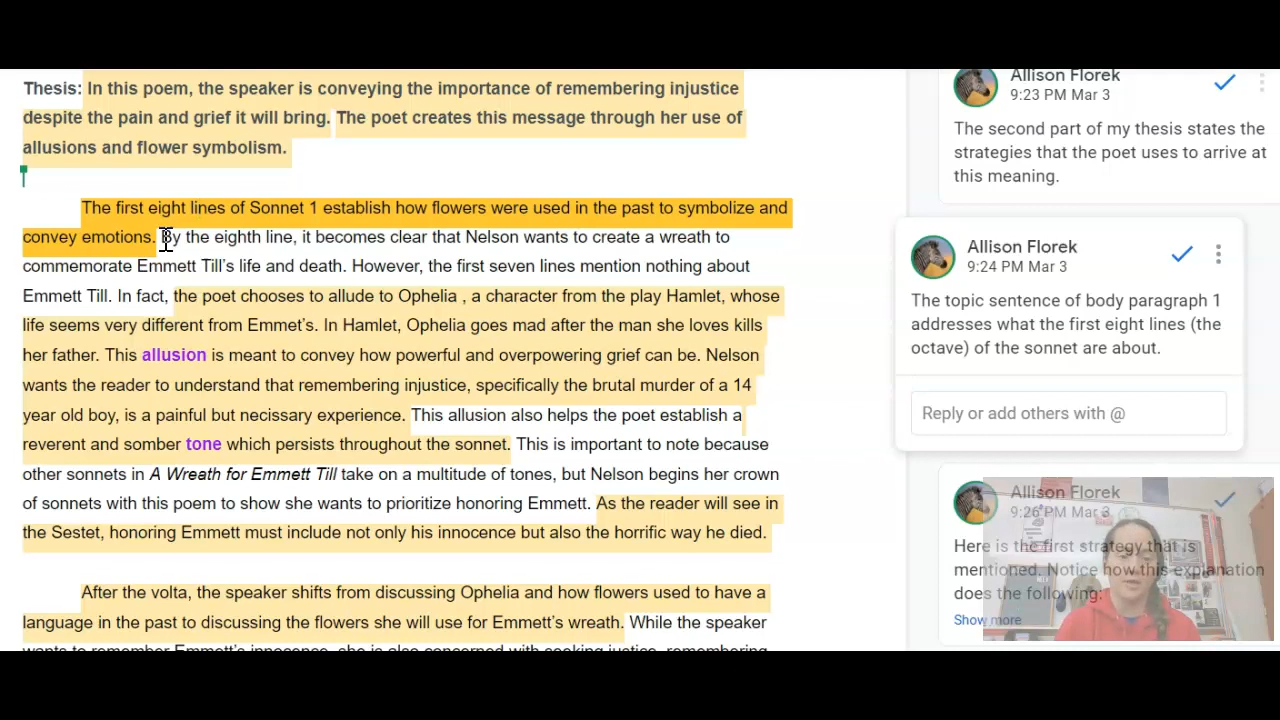 Thesis: In this poem, the speaker is conveying the importance of remembering injustice
despite the pain and grief it will bring. The poet creates this message through her use of
allusions and flower symbolism.
The first eight lines of Sonnet 1 establish how flowers were used in the past to symbolize and
convey emotions. By the eighth line, it becomes clear that Nelson wants to create a wreath to
commemorate Emmett Till's life and death. However, the first seven lines mention nothing about
Emmett Till. In fact, the poet chooses to allude to Ophelia , a character from the play Hamlet, whose
life seems very different from Emmet's. In Hamlet, Ophelia goes mad after the man she loves kills
her father. This allusion is meant to convey how powerful and overpowering grief can be. Nelson
wants the reader to understand that remembering injustice, specifically the brutal murder of a 14
year old boy, is a painful but necissary experience. This allusion also helps the poet establish a
reverent and somber tone which persists throughout the sonnet. This is important to note because
other sonnets in A Wreath for Emmett Till take on a multitude of tones, but Nelson begins her crown
of sonnets with this poem to show she wants to prioritize honoring Emmett. As the reader will see in
the Sestet, honoring Emmett must include not only his innocence but also the horrific way he died.
After the volta, the speaker shifts from discussing Ophelia and how flowers used to have a
language in the past to discussing the flowers she will use for Emmett's wreath. While the speaker
wants to remember Emmett's innocence, she is also concerned with seeking justice, remembering
Allison Florek
9:23 PM Mar 3
The second part of my thesis states the
strategies that the poet uses to arrive at
this meaning.
Allison Florek
9:24 PM Mar 3
The topic sentence of body paragraph 1
addresses what the first eight lines (the
octave) of the sonnet are about.
Reply or add others with @
Allison Florek
9:26 PM Mar 3
Here is the first strategy that is
mentioned. Notice how this explanation
does the following:
Show more